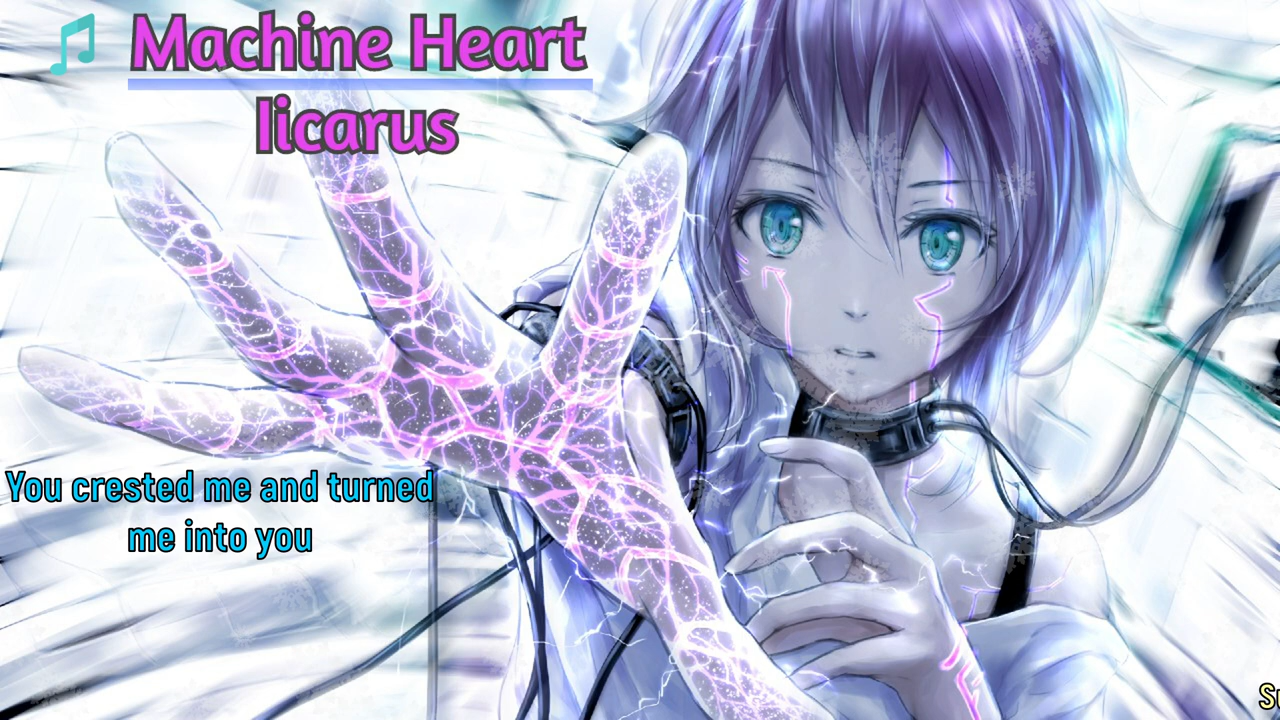 Machine Heart
Iicarus
You crested me and turned
me into you